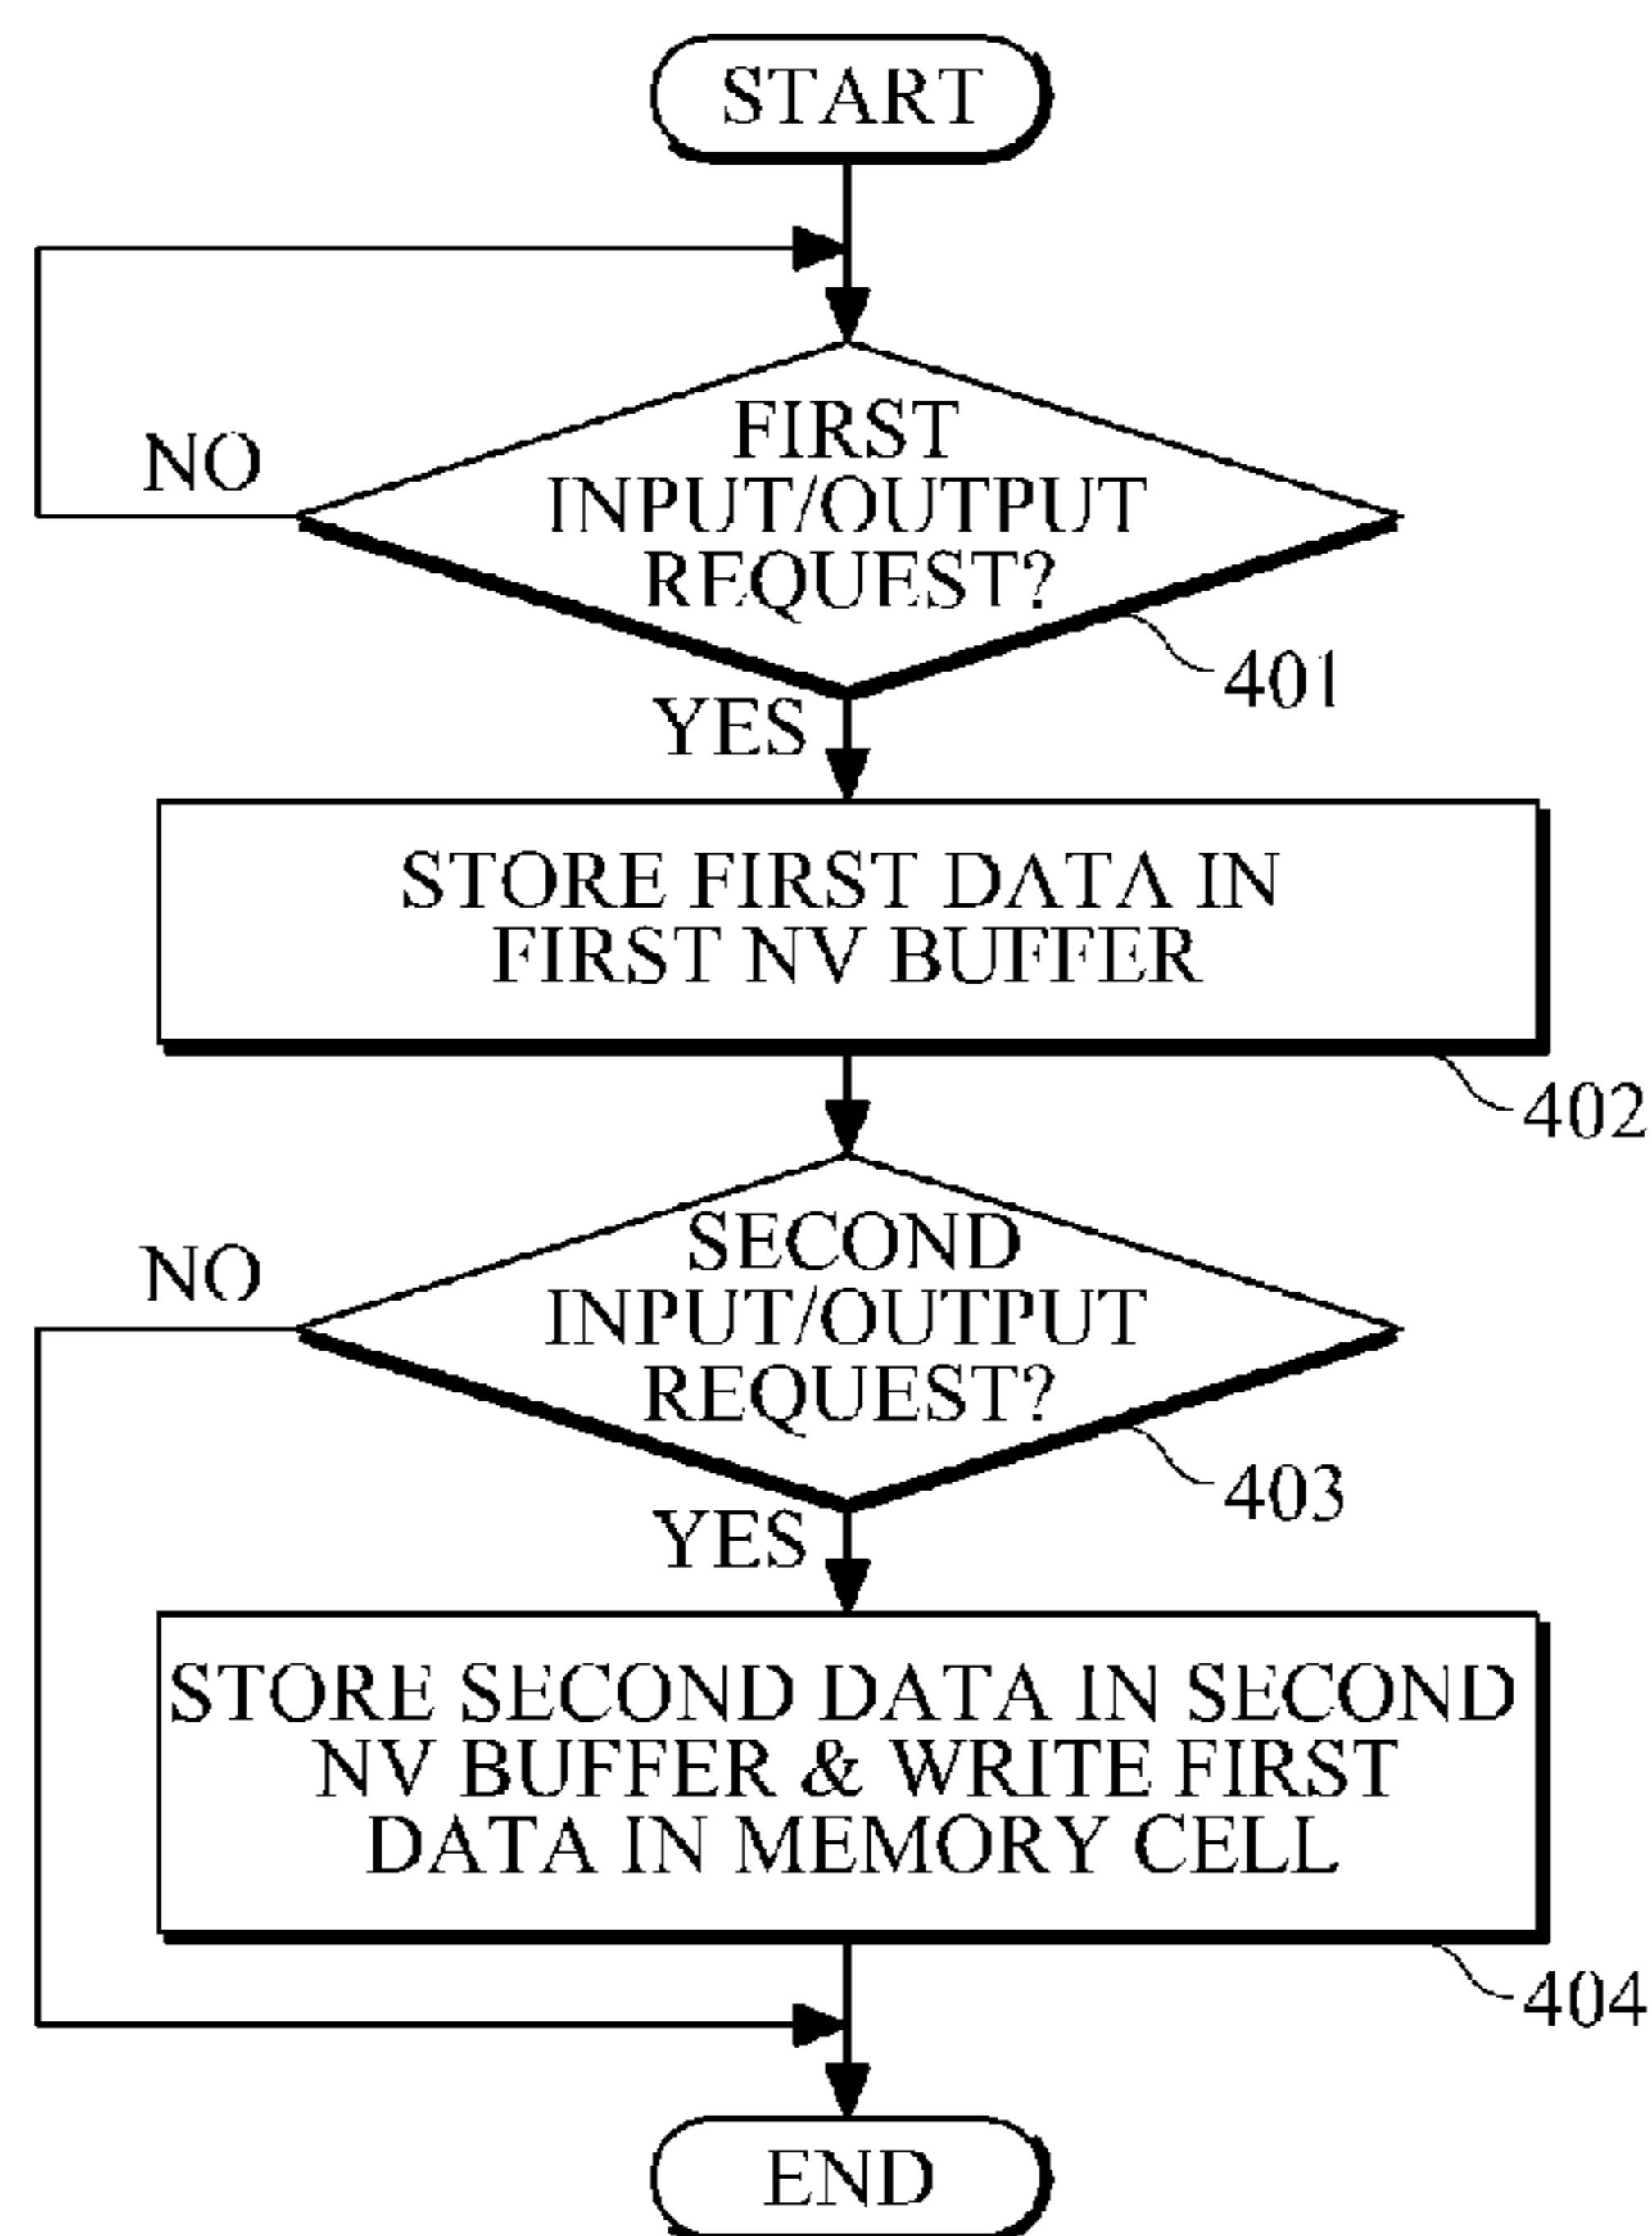 START
NO
FIRST
INPUT/OUTPUT
REQUEST?
401
YES
STORE FIRST DATA IN
FIRST NV BUFFER
402
NO
SECOND
INPUT/OUTPUT
REQUEST?
403
YES
STORE SECOND DATA IN SECOND
NV BUFFER & WRITE FIRST
DATA IN MEMORY CELL
404
END